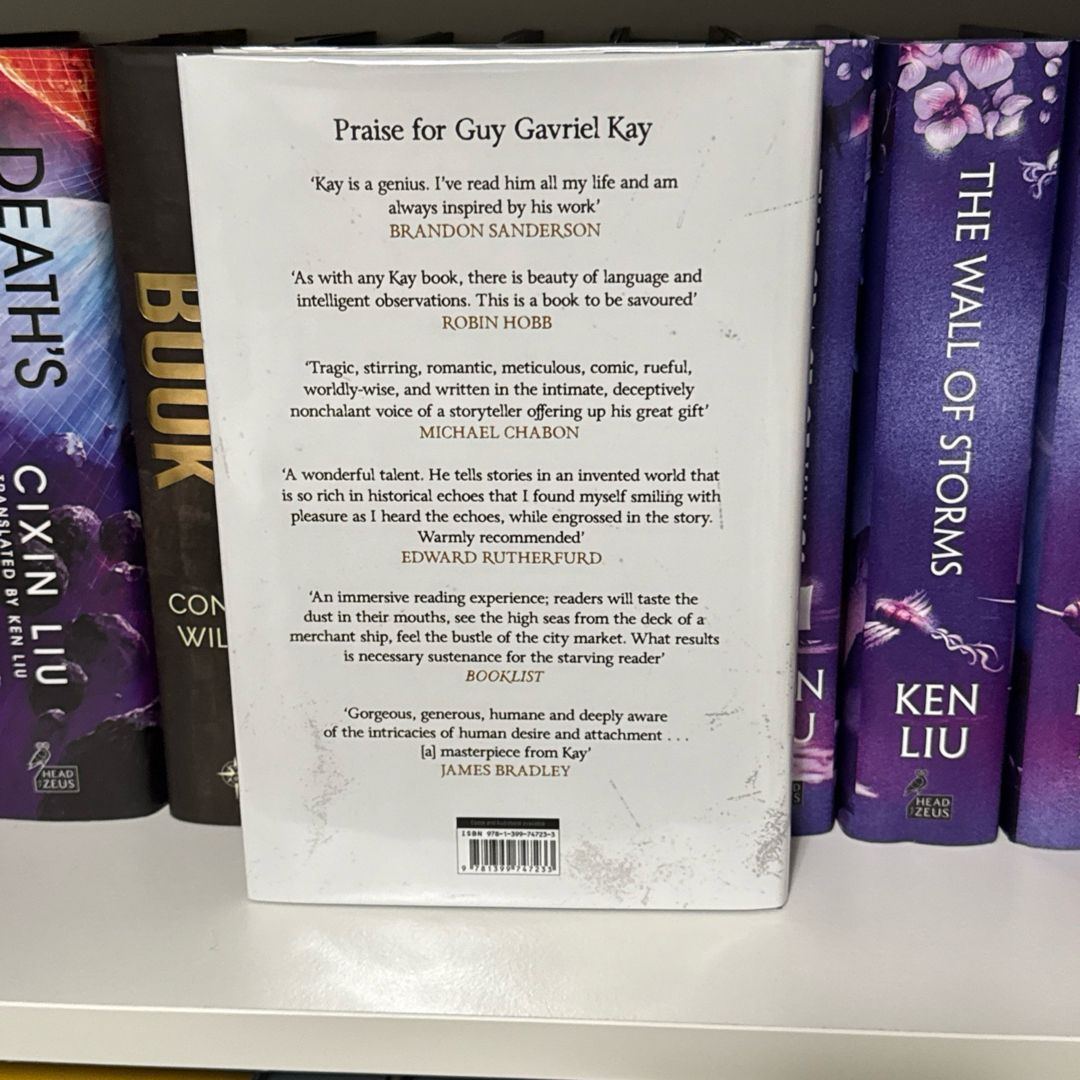 DEATH'S
CIXIN LIU
TRANSLATED BY KEN LIU
HEAD
ZEUS
BOOK
CON
WIL
Praise for Guy Gavriel Kay
‘Kay is a genius. I’ve read him all my life and am
always inspired by his work’
BRANDON SANDERSON
‘As with any Kay book, there is beauty of language and
intelligent observations. This is a book to be savoured’
ROBIN HOBB
‘Tragic, stirring, romantic, meticulous, comic, rueful,
worldly-wise, and written in the intimate, deceptively
nonchalant voice of a storyteller offering up his great gift’
MICHAEL CHABON
‘A wonderful talent. He tells stories in an invented world that
is so rich in historical echoes that I found myself smiling with
pleasure as I heard the echoes, while engrossed in the story.
Warmly recommended’
EDWARD RUTHERFURD
‘An immersive reading experience; readers will taste the
dust in their mouths, see the high seas from the deck of a
merchant ship, feel the bustle of the city market. What results
is necessary sustenance for the starving reader’
BOOKLIST
‘Gorgeous, generous, humane and deeply aware
of the intricacies of human desire and attachment . . .
[a] masterpiece from Kay’
JAMES BRADLEY
ISBN 978-1-399-74723-3
9 781399 747233
N
U
THE WALL OF STORMS
KEN
LIU
HEAD
ZEUS